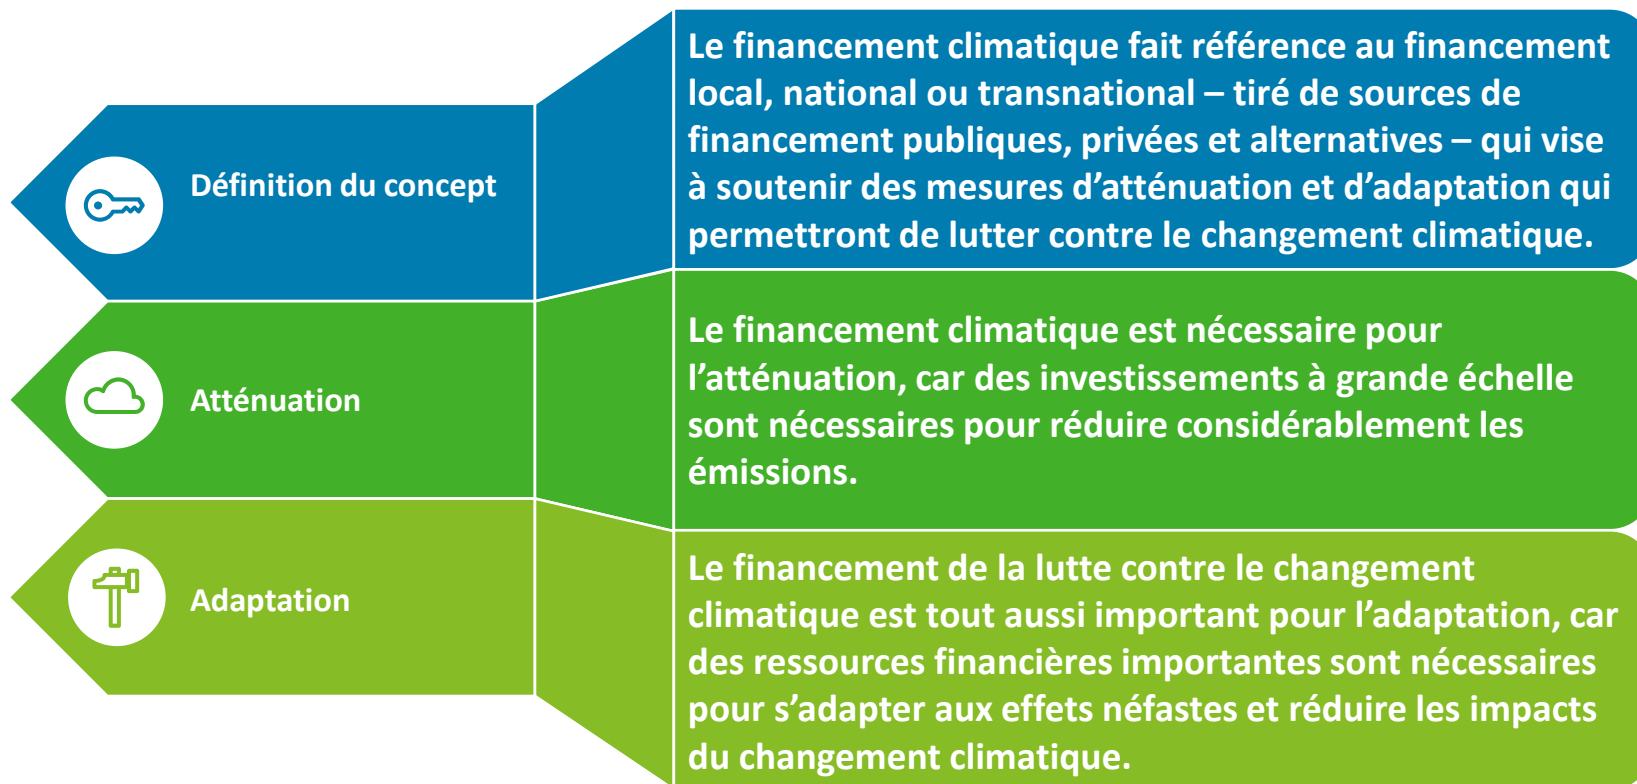 Définition du concept
Le financement climatique fait référence au financement
local, national ou transnational – tiré de sources de
financement publiques, privées et alternatives – qui vise
à soutenir des mesures d’atténuation et d’adaptation qui
permettront de lutter contre le changement climatique.
Atténuation
Le financement climatique est nécessaire pour
l’atténuation, car des investissements à grande échelle
sont nécessaires pour réduire considérablement les
émissions.
Adaptation
Le financement de la lutte contre le changement
climatique est tout aussi important pour l’adaptation, car
des ressources financières importantes sont nécessaires
pour s’adapter aux effets néfastes et réduire les impacts
du changement climatique.